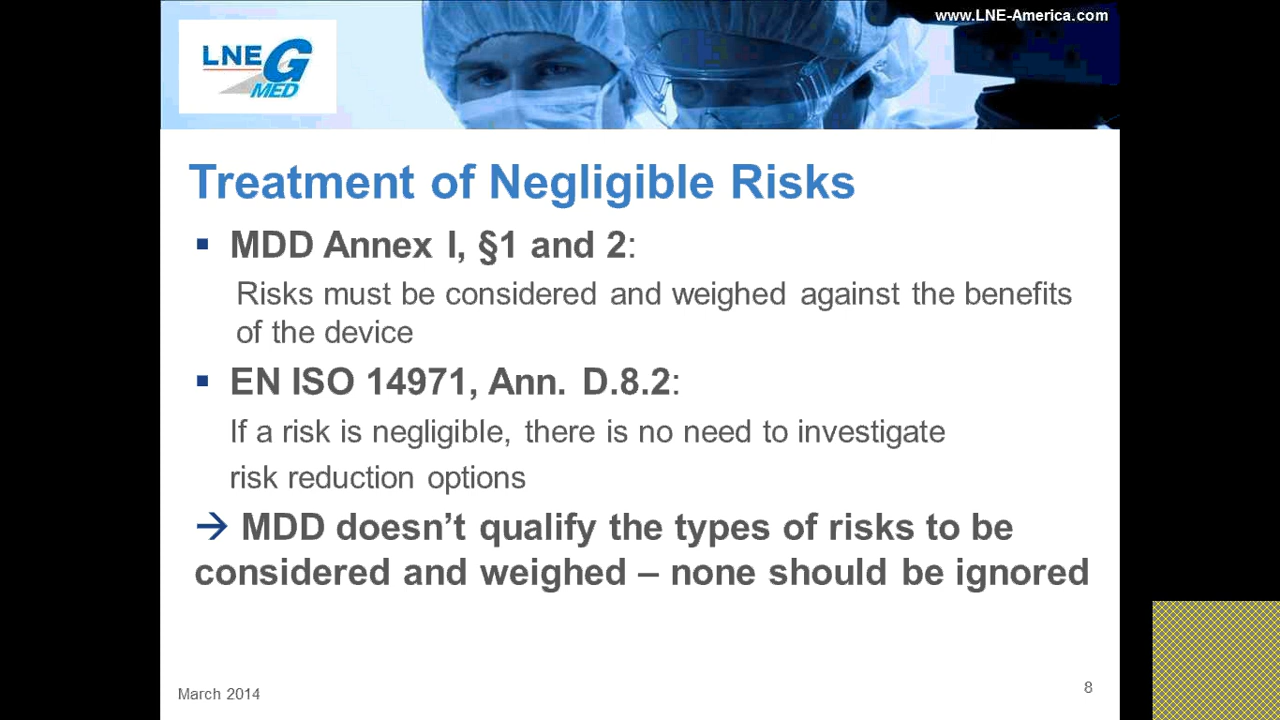 www.LNE-America.com
LNE G
MED
Treatment of Negligible Risks
▪ MDD Annex I, §1 and 2:
Risks must be considered and weighed against the benefits
of the device
▪ EN ISO 14971, Ann. D.8.2:
If a risk is negligible, there is no need to investigate
risk reduction options
→ MDD doesn’t qualify the types of risks to be
considered and weighed – none should be ignored
March 2014
8